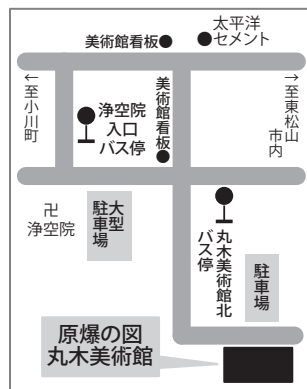 太平洋
セメント
美術館看板
←至小川町
浄空院
入口
バス停
美術館看板
→至東松山
市内
卍
浄空院
大型
駐車場
丸木美術館北
バス停
駐車場
原爆の図
丸木美術館